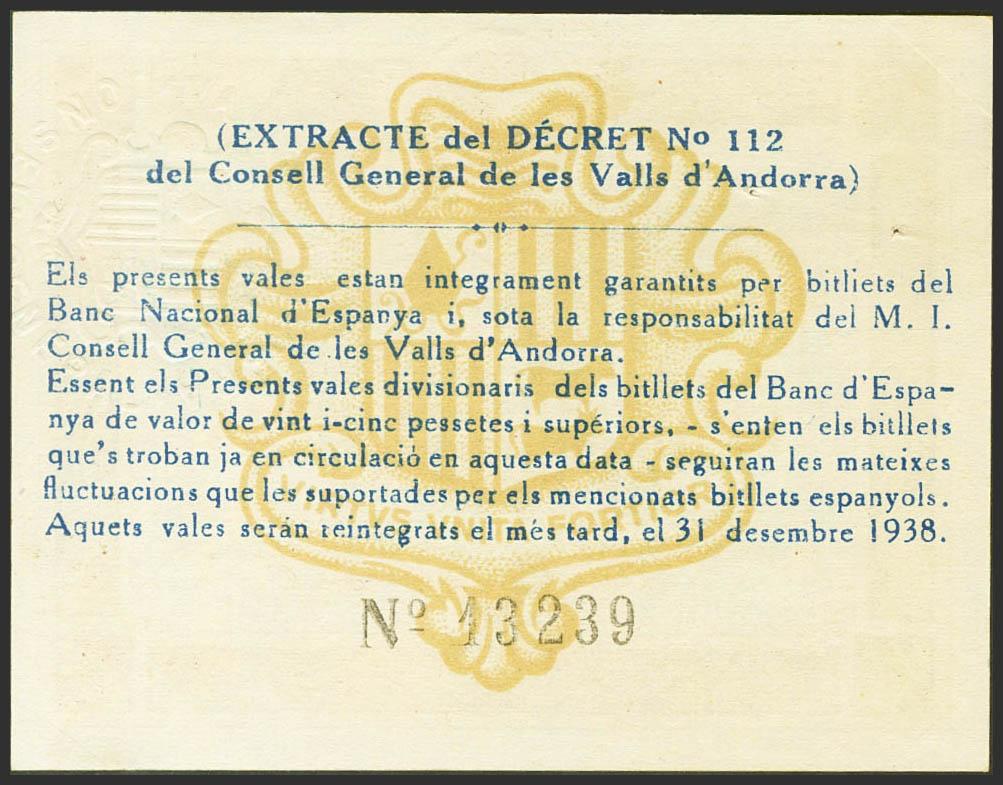 (EXTRACTE del DÉCRET Nº 112
del Consell General de les Valls d'Andorra)
Els presents vales estan integrament garantits per bitllets del
Banc Nacional d'Espanya i, sota la responsabilitat del M. I.
Consell General de les Valls d'Andorra.
Essent els Presents vales divisionaris dels bitllets del Banc d'Espa-
nya de valor de vint i-cinc pessetes i supériors, - s'enten els bitllets
que's troban ja en circulació en aquesta data - seguiran les mateixes
fluctuacions que les suportades per els mencionats bitllets espanyols.
Aquets vales serán reintegrats el més tard, el 31 desembre 1938.
VIRTVS VNITA FORTIOR
Nº 13239